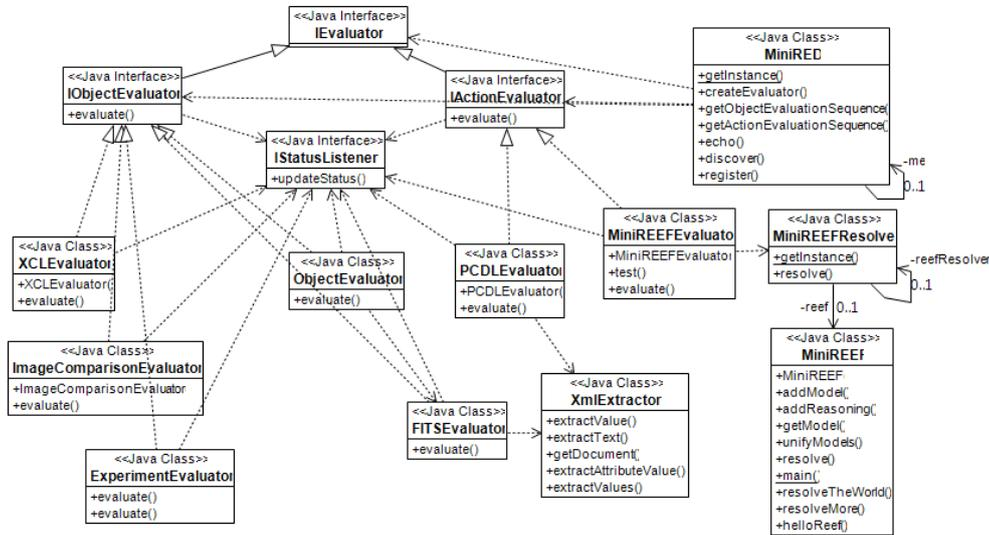 <<Java Interface>>
IEvaluator
<<Java Interface>>
IObjectEvaluator
+evaluate()
<<Java Interface>>
IActionEvaluator
+evaluate()
<<Java Class>>
MiniRED
+getInstance()
+createEvaluator()
+getObjectEvaluationSequence(
+getActionEvaluationSequence(
+echo()
+discover()
+register()
-me
0..1
<<Java Interface>>
IStatusListener
+updateStatus()
<<Java Class>>
XCLEvaluator
+XCLEvaluator(
+evaluate()
<<Java Class>>
ObjectEvaluator
+evaluate()
<<Java Class>>
PCDLEvaluator
+PCDLEvaluator(
+evaluate()
<<Java Class>>
MiniREEFEvaluato
+MiniREEFEvaluator
+test()
+evaluate()
<<Java Class>>
MiniREEFResolve
+getInstance()
+resolve()
-reefResolver
0..1
-reef 0..1
<<Java Class>>
ImageComparisonEvaluator
+ImageComparisonEvaluator
+evaluate()
<<Java Class>>
FITSEvaluator
+evaluate()
<<Java Class>>
XmlExtractor
+extractValue()
+extractText()
+getDocument(
+extractAttributeValue()
+extractValues()
<<Java Class>>
MiniREEF
+MiniREEF
+addModel(
+addReasoning(
+getModel(
+unifyModels()
+resolve()
+main(
+resolveTheWorld()
+resolveMore()
+helloReef()
<<Java Class>>
ExperimentEvaluator
+evaluate()
+evaluate()